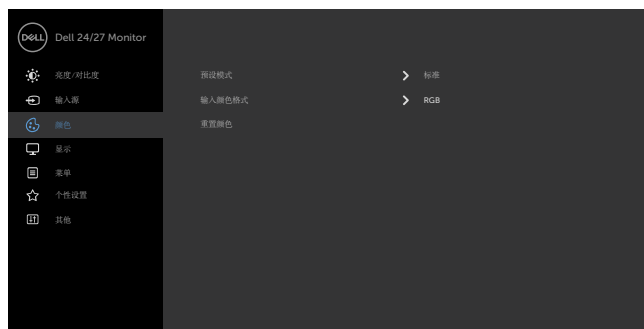 DELL Dell 24/27 Monitor
亮度/对比度
预设模式 标准
输入源
输入颜色格式 RGB
颜色
重置颜色
显示
菜单
个性设置
其他